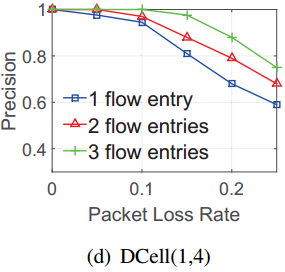 1
0.8
0.6
0.4
Precision
1 flow entry
2 flow entries
3 flow entries
0 0.1 0.2
Packet Loss Rate
(d) DCell(1,4)